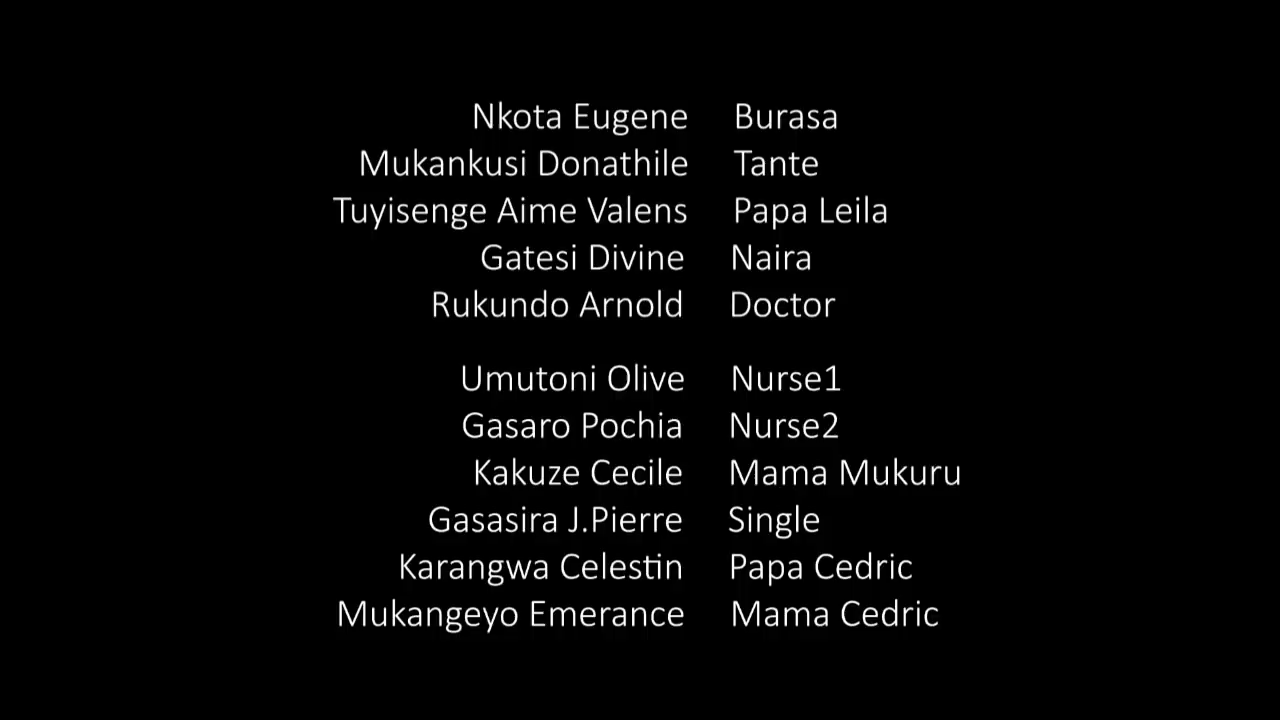 Nkota Eugene Burasa
Mukankusi Donathile Tante
Tuyisenge Aime Valens Papa Leila
Gatesi Divine Naira
Rukundo Arnold Doctor
Umutoni Olive Nurse1
Gasaro Pochia Nurse2
Kakuze Cecile Mama Mukuru
Gasasira J.Pierre Single
Karangwa Celestin Papa Cedric
Mukangeyo Emerance Mama Cedric